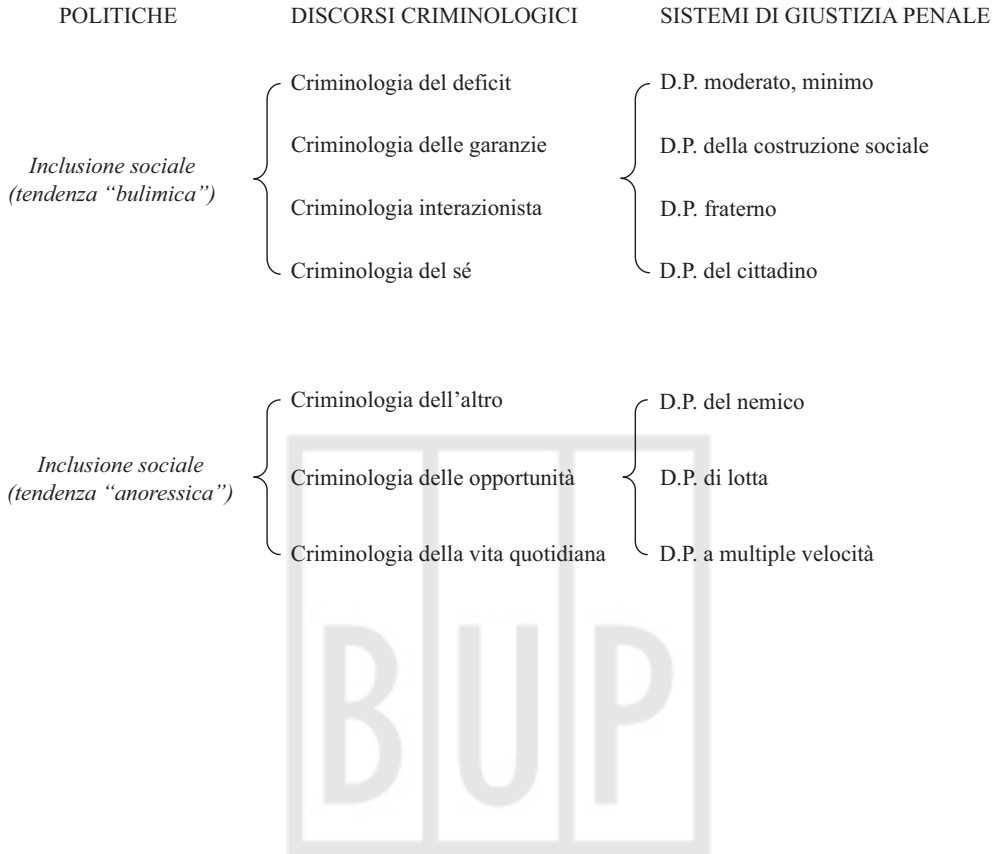 POLITICHE DISCORSI CRIMINOLOGICI SISTEMI DI GIUSTIZIA PENALE
Inclusione sociale
(tendenza “bulimica”)
Criminologia del deficit
Criminologia delle garanzie
Criminologia interazionista
Criminologia del sé
D.P. moderato, minimo
D.P. della costruzione sociale
D.P. fraterno
D.P. del cittadino
Inclusione sociale
(tendenza “anoressica”)
Criminologia dell’altro
Criminologia delle opportunità
Criminologia della vita quotidiana
D.P. del nemico
D.P. di lotta
D.P. a multiple velocità
BUP